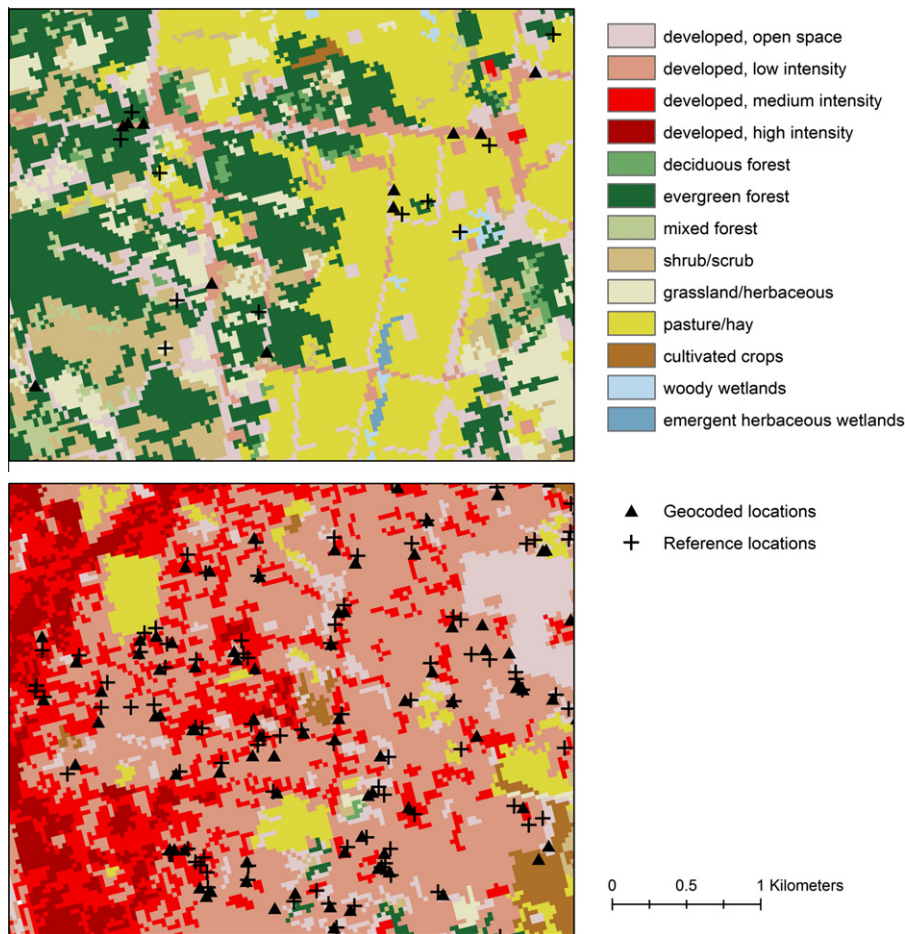 developed, open space
developed, low intensity
developed, medium intensity
developed, high intensity
deciduous forest
evergreen forest
mixed forest
shrub/scrub
grassland/herbaceous
pasture/hay
cultivated crops
woody wetlands
emergent herbaceous wetlands
Geocoded locations
Reference locations
0 0.5 1 Kilometers